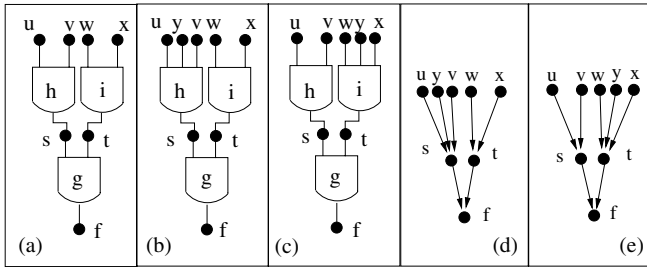 u v w x
h i
s t
g
f
(a)
u y v w x
h i
s t
g
f
(b)
u v w y x
h i
s t
g
f
(c)
u y v w x
s t
f
(d)
u v w y x
s t
f
(e)